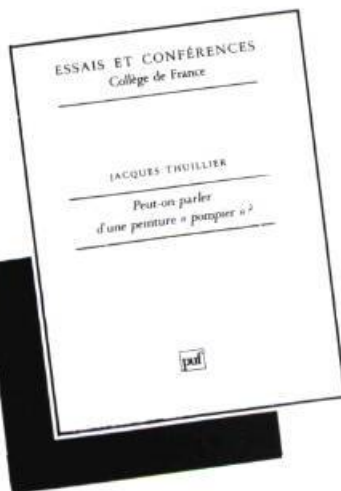 ESSAIS ET CONFÉRENCES
Collège de France
JACQUES THUILLIER
Peut-on parler
d'une peinture « pompier » ?
puf